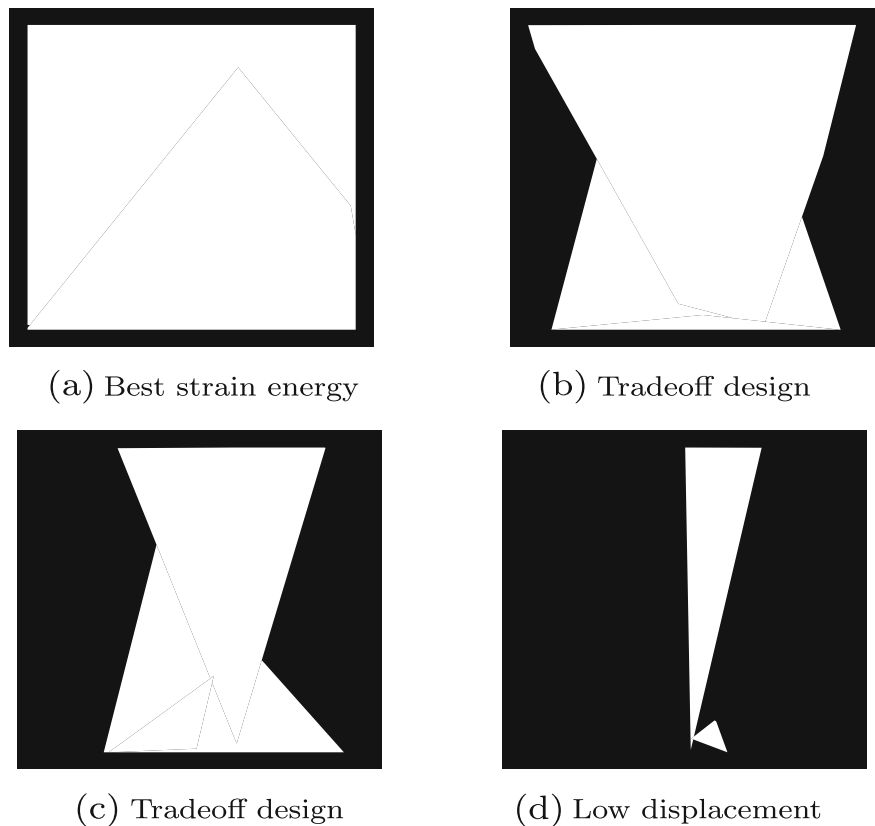 (a) Best strain energy
(b) Tradeoff design
(c) Tradeoff design
(d) Low displacement